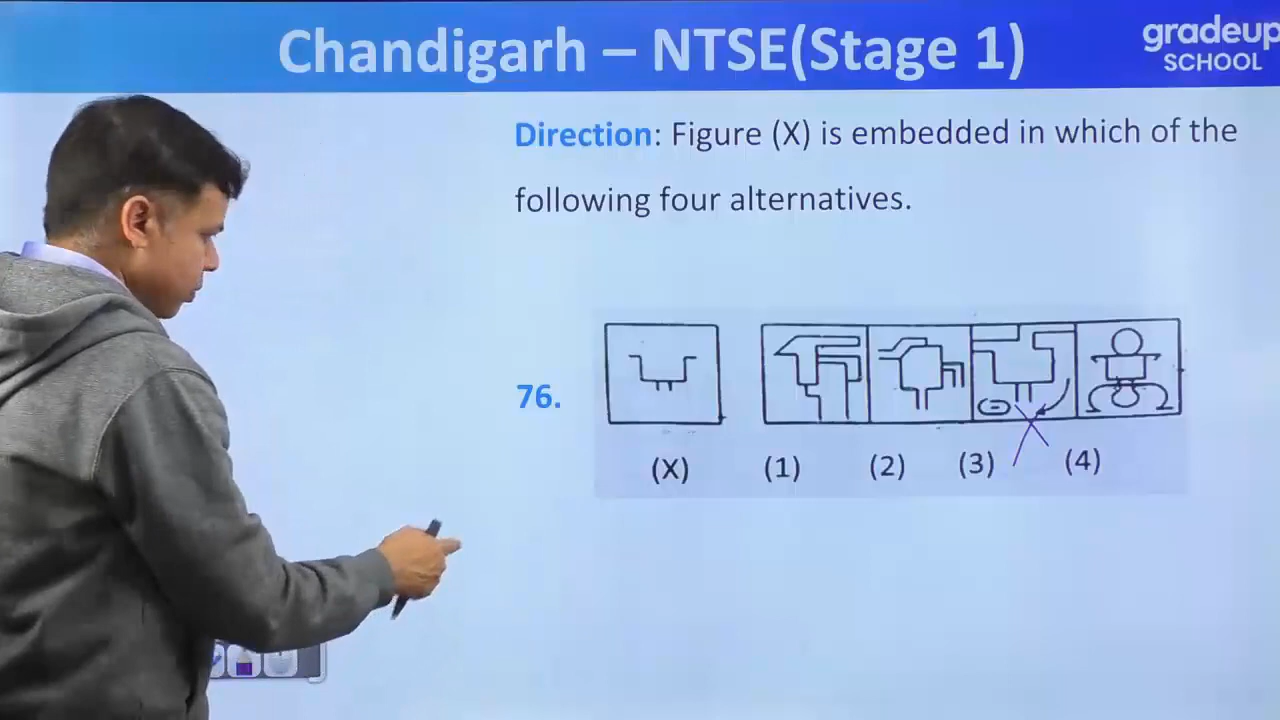 Chandigarh – NTSE(Stage 1)
gradeup
SCHOOL
Direction: Figure (X) is embedded in which of the
following four alternatives.
76.
(X) (1) (2) (3) (4)